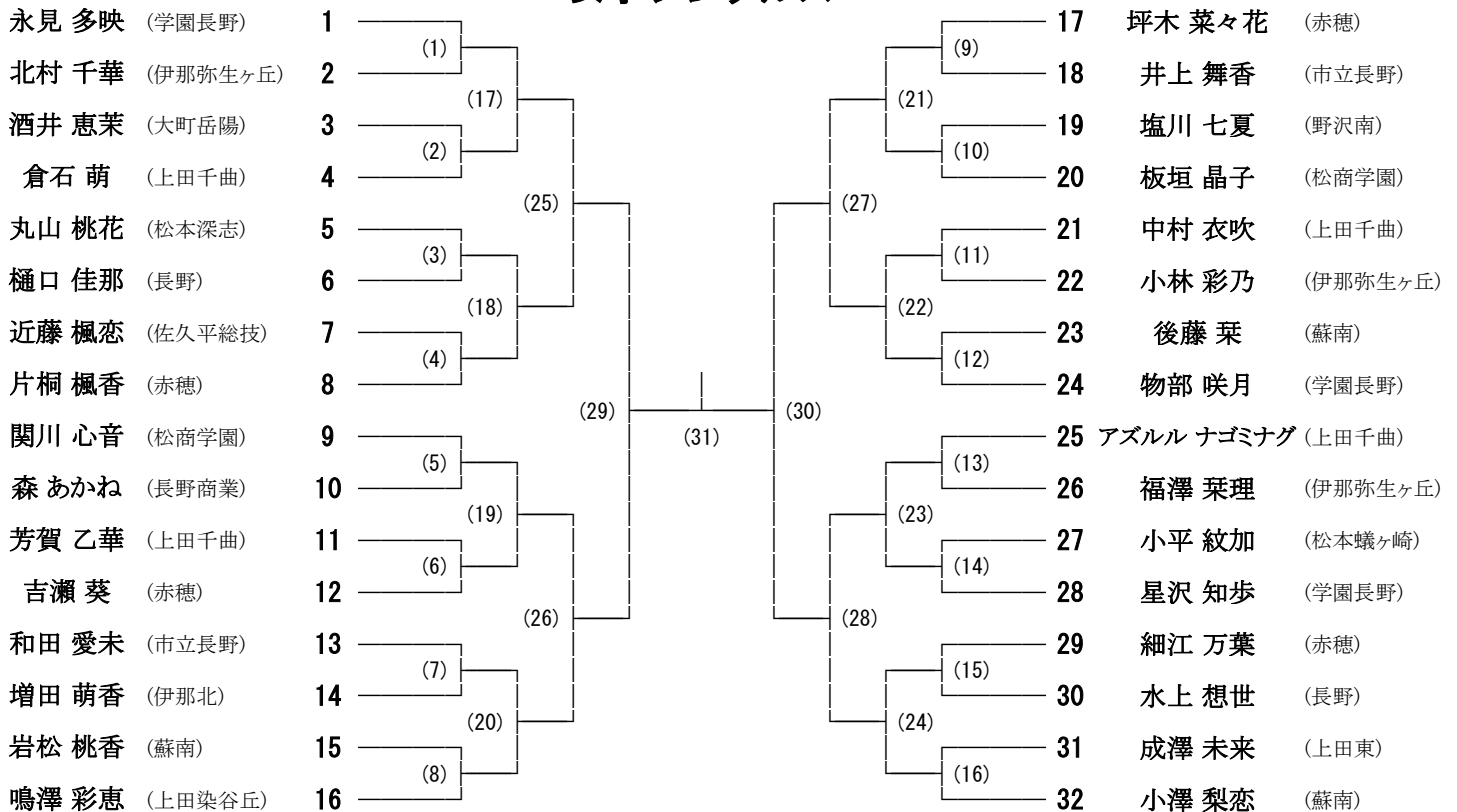 永見 多映 (学園長野) 1
北村 千華 (伊那弥生ヶ丘) 2
酒井 恵茉 (大町岳陽) 3
倉石 萌 (上田千曲) 4
丸山 桃花 (松本深志) 5
樋口 佳那 (長野) 6
近藤 楓恋 (佐久平総技) 7
片桐 楓香 (赤穂) 8
関川 心音 (松商学園) 9
森 あかね (長野商業) 10
芳賀 乙華 (上田千曲) 11
吉瀬 葵 (赤穂) 12
和田 愛未 (市立長野) 13
増田 萌香 (伊那北) 14
岩松 桃香 (蘇南) 15
鳴澤 彩恵 (上田染谷丘) 16
(1)
(2)
(3)
(4)
(5)
(6)
(7)
(8)
(17)
(18)
(19)
(20)
(25)
(26)
(29)
(31)
(30)
(27)
(28)
(21)
(22)
(23)
(24)
(9)
(10)
(11)
(12)
(13)
(14)
(15)
(16)
17 坪木 菜々花 (赤穂)
18 井上 舞香 (市立長野)
19 塩川 七夏 (野沢南)
20 板垣 晶子 (松商学園)
21 中村 衣吹 (上田千曲)
22 小林 彩乃 (伊那弥生ヶ丘)
23 後藤 栞 (蘇南)
24 物部 咲月 (学園長野)
25 アズルル ナゴミナグ (上田千曲)
26 福澤 栞理 (伊那弥生ヶ丘)
27 小平 紋加 (松本蟻ヶ崎)
28 星沢 知歩 (学園長野)
29 細江 万葉 (赤穂)
30 水上 想世 (長野)
31 成澤 未来 (上田東)
32 小澤 梨恋 (蘇南)